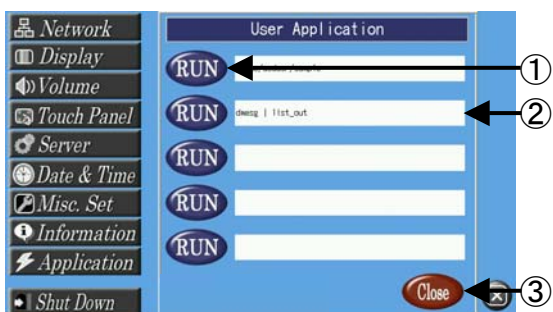 Network
Display
Volume
Touch Panel
Server
Date & Time
Misc. Set
Information
Application
Shut Down
User Application
RUN
①
RUN dmesg | list_out
②
RUN
RUN
RUN
Close
③